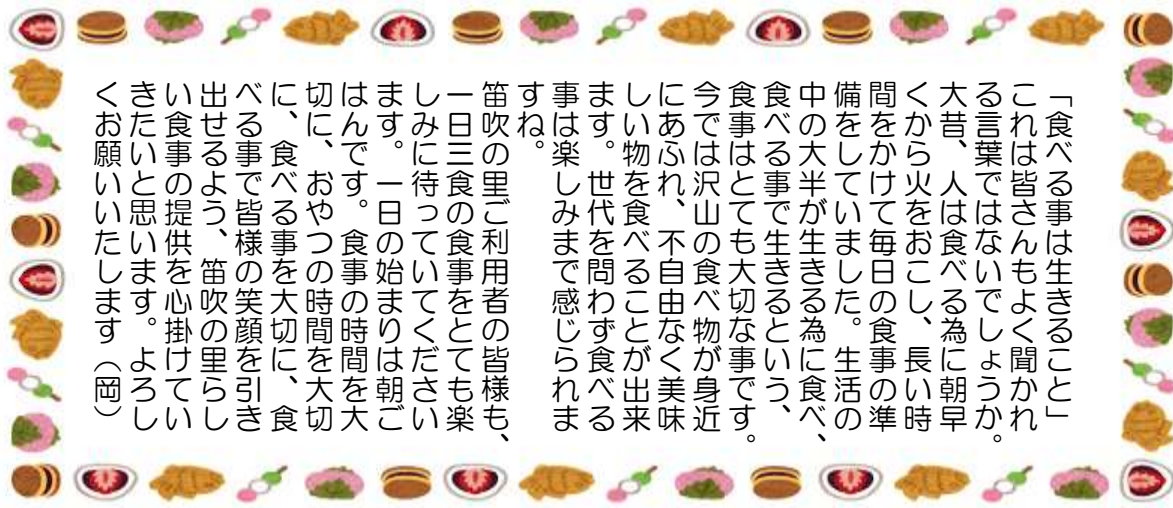 「食べる事は生きること」
これは皆さんもよく聞かれ
る言葉ではないでしょうか。
大昔、人は食べる為に朝早
くから火をおこし、長い時
間をかけて毎日の食事の準
備をしていました。生活の
中の大半が生きる為に食べ、
食べる事で生きるという、
食事はとても大切な事です。
今では沢山の食べ物が身近
にあふれ、不自由なく美味
しい物を食べることが出来
ます。世代を問わず食べる
事は楽しみまで感じられま
すね。
笛吹の里ご利用者の皆様も、
一日三食の食事をとても楽
しみに待っていてください
ます。一日の始まりは朝ご
はんです。食事の時間を大
切に、おやつの時間を大切
に、食べる事を大切に、食
べる事で皆様の笑顔を引き
出せるよう、笛吹の里らし
い食事の提供を心掛けてい
きたいと思います。よろし
くお願いいたします（岡）